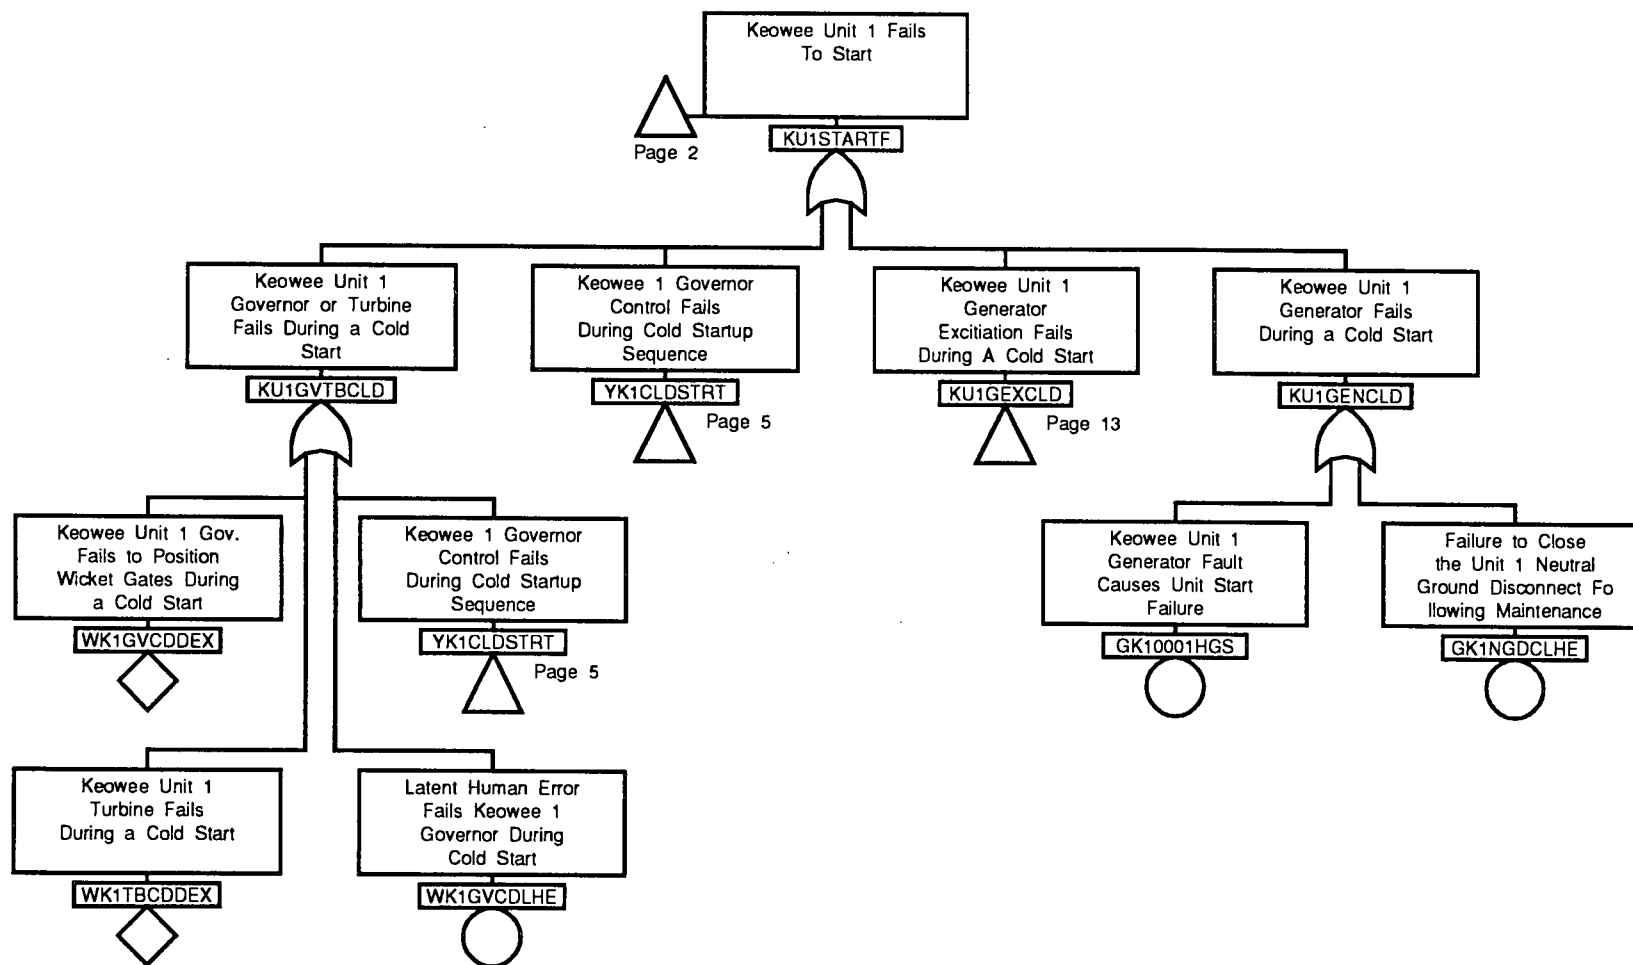 Keowee Unit 1 Fails
To Start
Page 2
KU1STARTF
Keowee Unit 1
Governor or Turbine
Fails During a Cold
Start
KU1GVTBCLD
Keowee 1 Governor
Control Fails
During Cold Startup
Sequence
YK1CLDSTRT
Page 5
Keowee Unit 1
Generator
Excitiation Fails
During A Cold Start
KU1GEXCLD
Page 13
Keowee Unit 1
Generator Fails
During a Cold Start
KU1GENCLD
Keowee Unit 1 Gov.
Fails to Position
Wicket Gates During
a Cold Start
WK1GVCDDEX
Keowee 1 Governor
Control Fails
During Cold Startup
Sequence
YK1CLDSTRT
Page 5
Keowee Unit 1
Generator Fault
Causes Unit Start
Failure
GK10001HGS
Failure to Close
the Unit 1 Neutral
Ground Disconnect Fo
llowing Maintenance
GK1NGDCLHE
Keowee Unit 1
Turbine Fails
During a Cold Start
WK1TBCDDEX
Latent Human Error
Fails Keowee 1
Governor During
Cold Start
WK1GVCDLHE